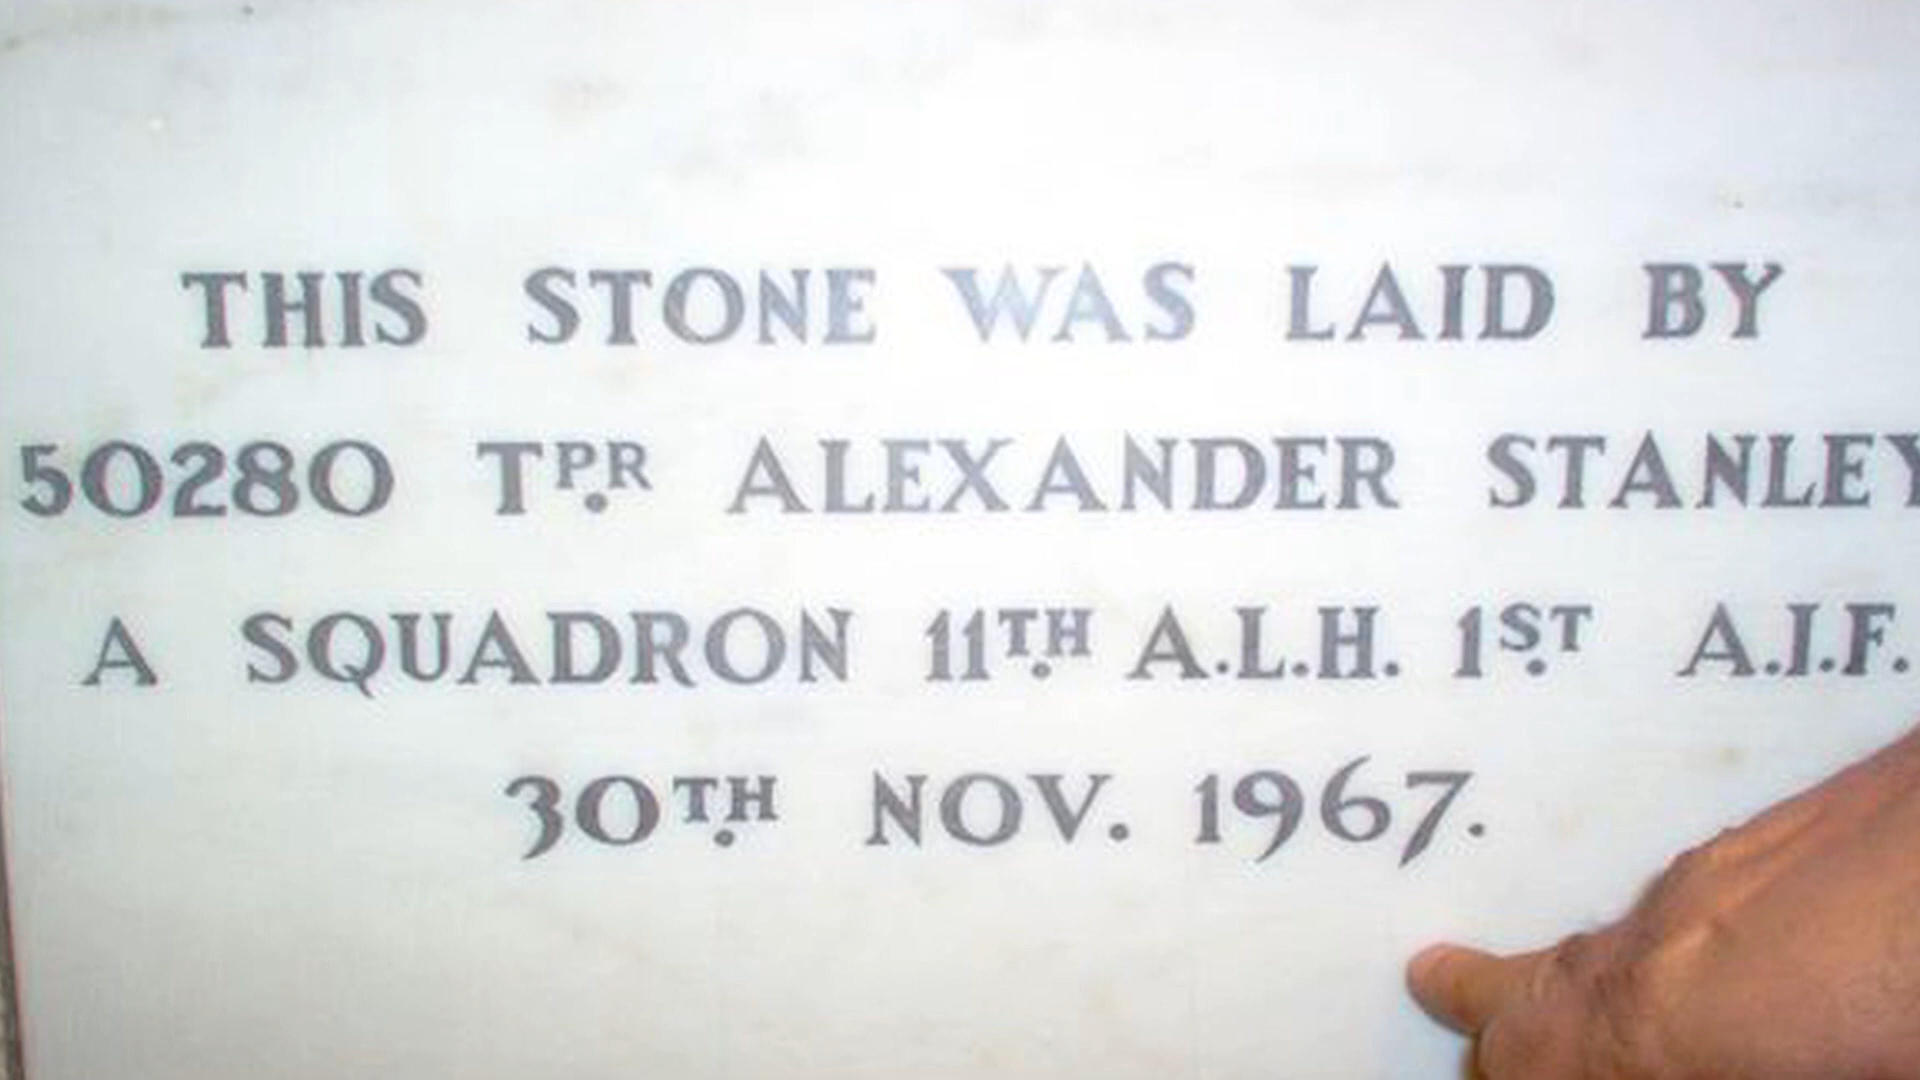 THIS STONE WAS LAID BY
50280 TPR. ALEXANDER STANLEY
A SQUADRON 11TH. A.L.H. 1ST. A.I.F.
30TH. NOV. 1967.